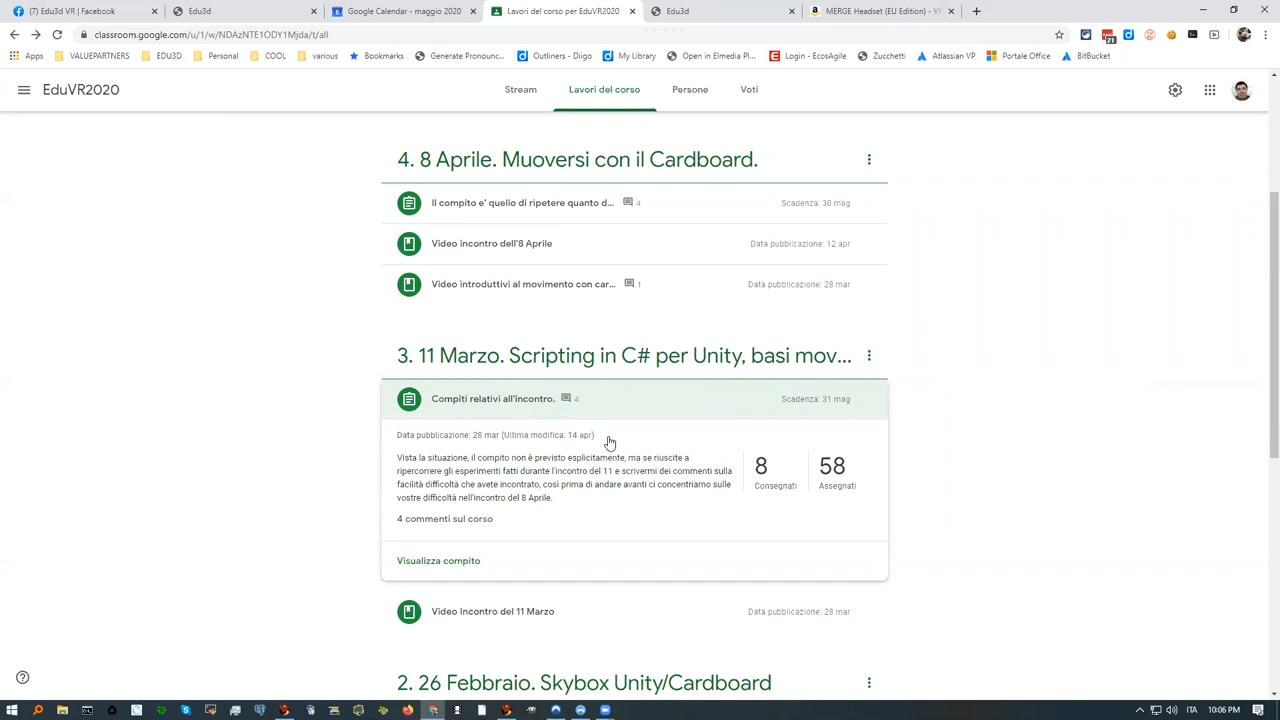 (7) Edu3d.VR | Facebook
Edu3d
Google Calendar - maggio 2020
Lavori del corso per EduVR2020
Edu3d
MERGE Headset (EU Edition) - VR
classroom.google.com/u/1/w/NDAzNTE1ODY1Mjda/t/all
21
Apps
VALUEPARTNERS
EDU3D
Personal
COOL
various
Bookmarks
Generate Pronounc...
Outliners - Diigo
My Library
Open in Elmedia Pl...
Login - EcosAgile
Zucchetti
Atlassian VP
Portale Office
BitBucket
EduVR2020
Stream
Lavori del corso
Persone
Voti
4. 8 Aprile. Muoversi con il Cardboard.
Il compito e' quello di ripetere quanto d...
4
Scadenza: 30 mag
Video incontro dell'8 Aprile
Data pubblicazione: 12 apr
Video introduttivi al movimento con car...
1
Data pubblicazione: 28 mar
3. 11 Marzo. Scripting in C# per Unity, basi mov...
Compiti relativi all'incontro.
4
Scadenza: 31 mag
Data pubblicazione: 28 mar (Ultima modifica: 14 apr)
Vista la situazione, il compito non è previsto esplicitamente, ma se riuscite a
ripercorrere gli esperimenti fatti durante l'incontro del 11 e scrivermi dei commenti sulla
facilità difficoltà che avete incontrato, così prima di andare avanti ci concentriamo sulle
vostre difficoltà nell'incontro del 8 Aprile.
8
Consegnati
58
Assegnati
4 commenti sul corso
Visualizza compito
Video Incontro del 11 Marzo
Data pubblicazione: 28 mar
2. 26 Febbraio. Skybox Unity/Cardboard
ITA
10:06 PM